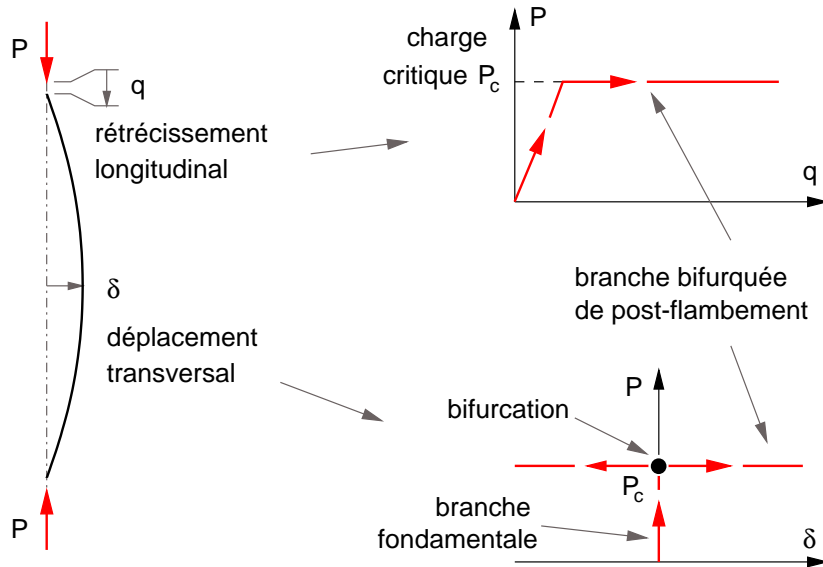 P
q
rétrécissement
longitudinal
δ
déplacement
transversal
P
P
charge
critique Pc
q
branche bifurquée
de post-flambement
P
bifurcation
Pc
branche
fondamentale
δ